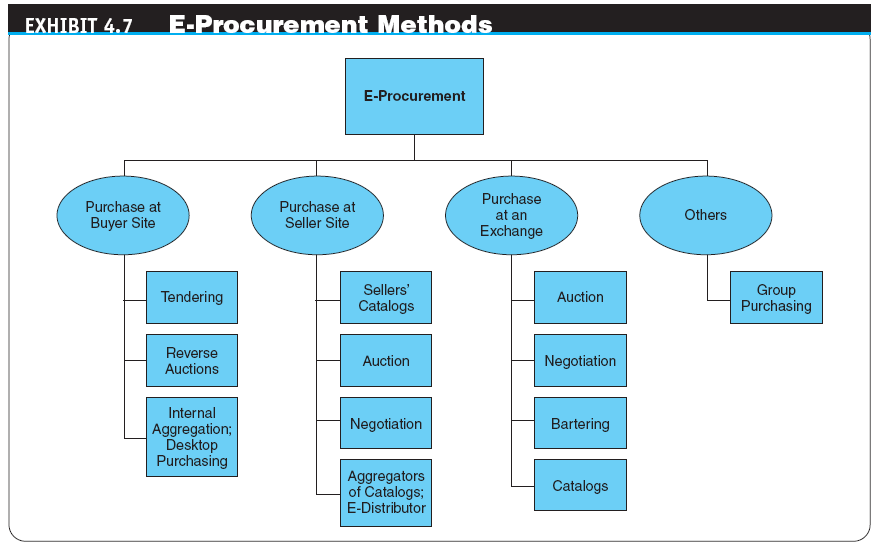 EXHIBIT 4.7 E-Procurement Methods
E-Procurement
Purchase at
Buyer Site
Purchase at
Seller Site
Purchase
at an
Exchange
Others
Tendering
Reverse
Auctions
Internal
Aggregation;
Desktop
Purchasing
Sellers’
Catalogs
Auction
Negotiation
Aggregators
of Catalogs;
E-Distributor
Auction
Negotiation
Bartering
Catalogs
Group
Purchasing